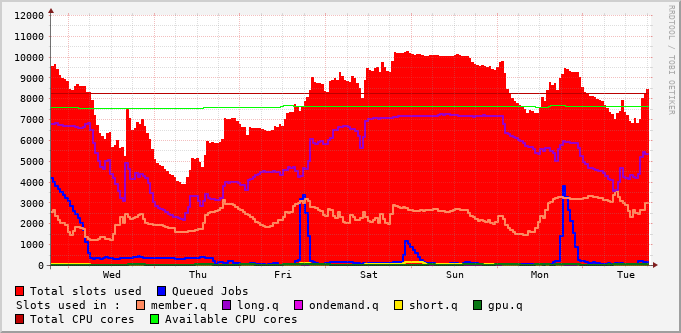 12000
11000
10000
9000
8000
7000
6000
5000
4000
3000
2000
1000
0
Wed Thu Fri Sat Sun Mon Tue
RRDTOOL / TOBI OETIKER
Total slots used Queued Jobs
Slots used in : member.q long.q ondemand.q short.q gpu.q
Total CPU cores Available CPU cores